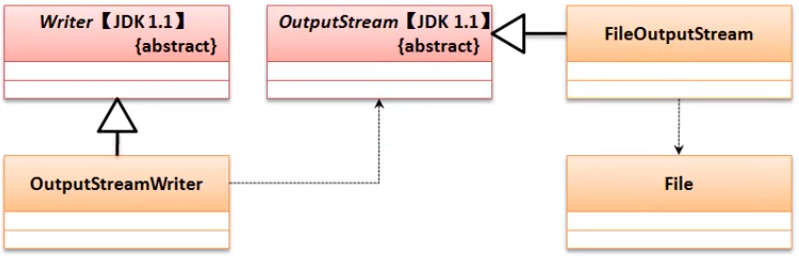 Writer【JDK 1.1】
{abstract}
OutputStream【JDK 1.1】
{abstract}
FileOutputStream
OutputStreamWriter
File